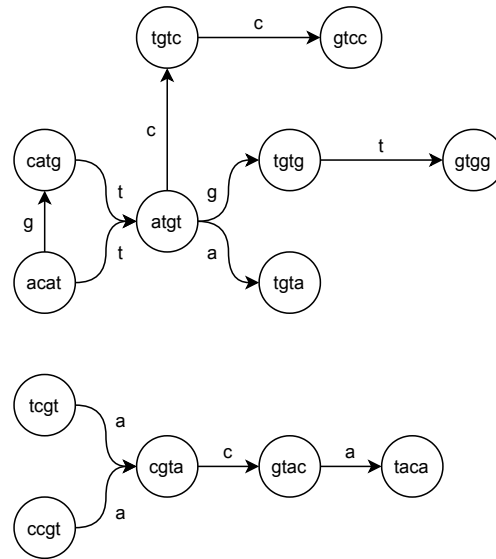 tgtc c gtcc
c
catg t tgtg t gtgg
g atgt g
acat t a tgta
tcgt a
cgta c gtac a taca
ccgt a